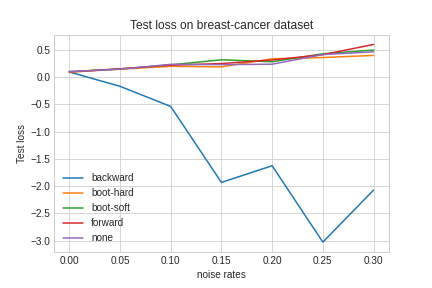 Test loss on breast-cancer dataset
Test loss
0.5
0.0
−0.5
−1.0
−1.5
−2.0
−2.5
−3.0
backward
boot-hard
boot-soft
forward
none
0.00 0.05 0.10 0.15 0.20 0.25 0.30
noise rates